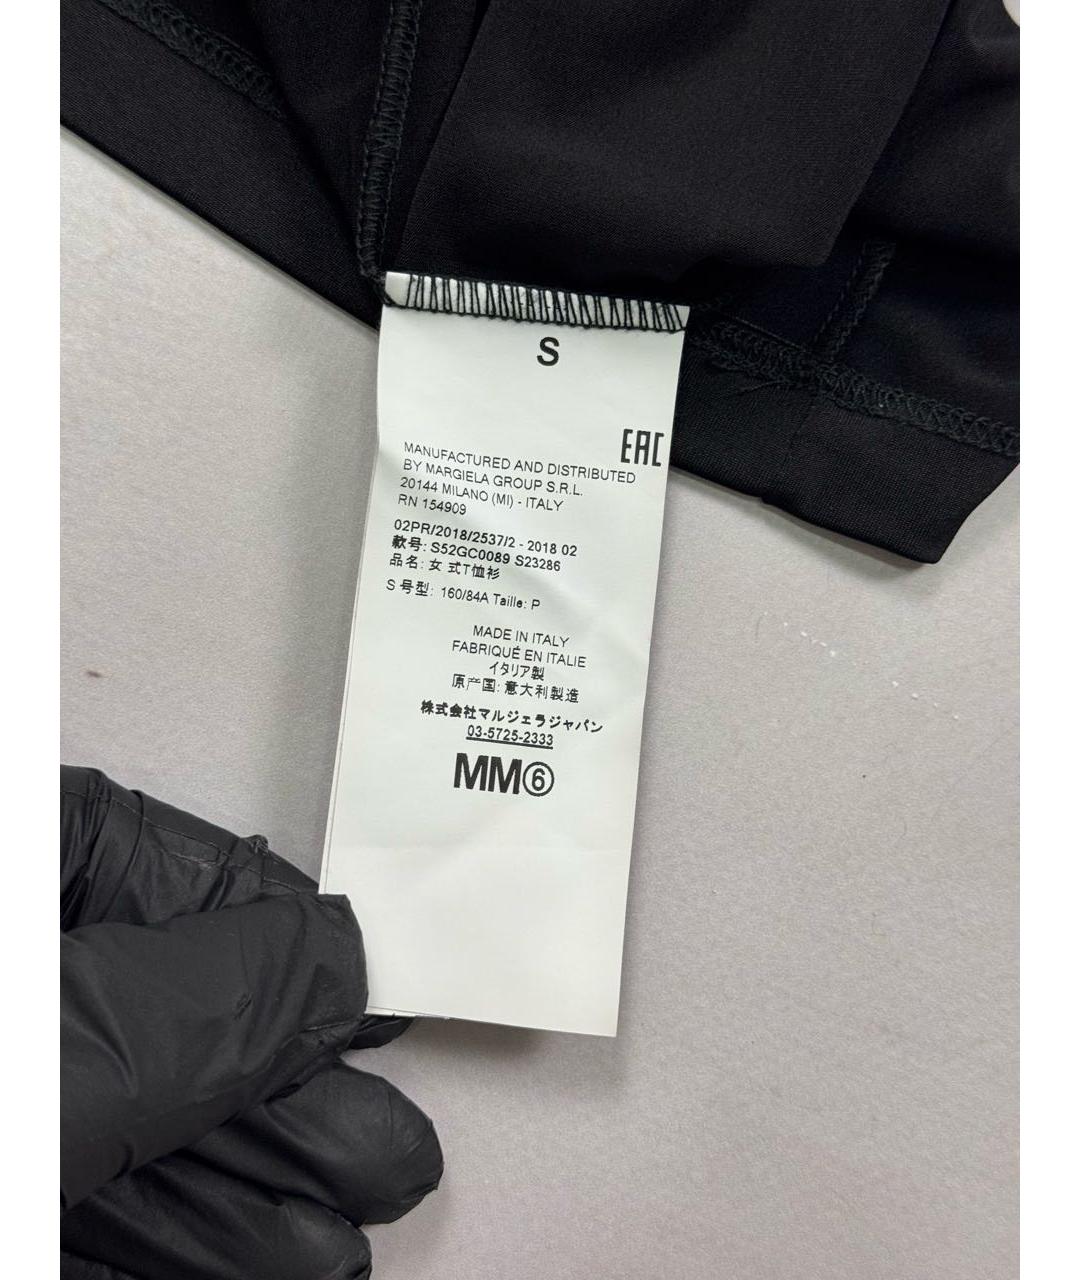 S
EAC
MANUFACTURED AND DISTRIBUTED
BY MARGIELA GROUP S.R.L.
20144 MILANO (MI) - ITALY
RN 154909
02PR/2018/2537/2 - 2018 02
款号: S52GC0089 S23286
品名: 女 式T恤衫
S 号型: 160/84A Taille: P
MADE IN ITALY
FABRIQUÉ EN ITALIE
イタリア製
原产国: 意大利製造
株式会社マルジェラジャパン
03-5725-2333
MM⑥